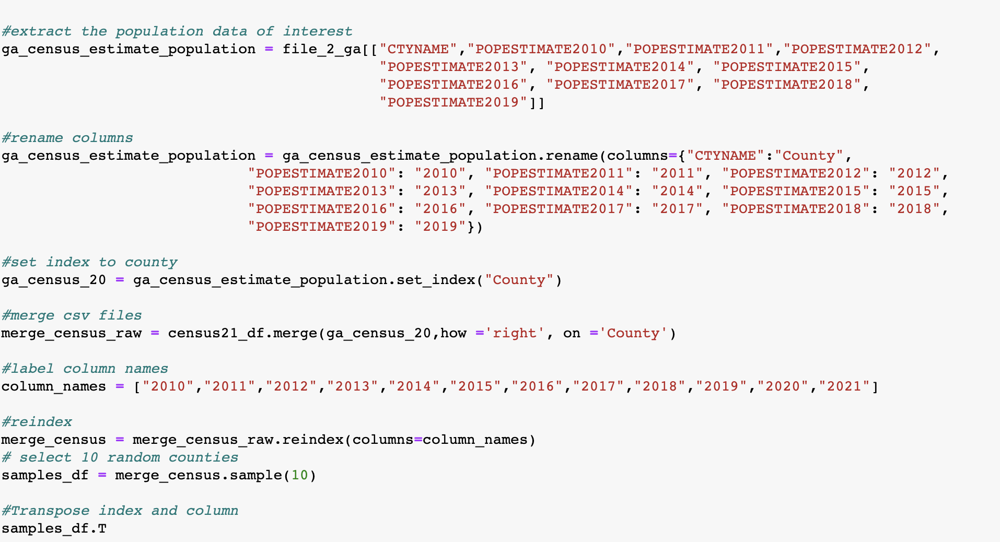 #extract the population data of interest
ga_census_estimate_population = file_2_ga[["CTYNAME","POPESTIMATE2010","POPESTIMATE2011","POPESTIMATE2012",
"POPESTIMATE2013", "POPESTIMATE2014", "POPESTIMATE2015",
"POPESTIMATE2016", "POPESTIMATE2017", "POPESTIMATE2018",
"POPESTIMATE2019"]]
#rename columns
ga_census_estimate_population = ga_census_estimate_population.rename(columns={"CTYNAME":"County",
"POPESTIMATE2010": "2010", "POPESTIMATE2011": "2011", "POPESTIMATE2012": "2012",
"POPESTIMATE2013": "2013", "POPESTIMATE2014": "2014", "POPESTIMATE2015": "2015",
"POPESTIMATE2016": "2016", "POPESTIMATE2017": "2017", "POPESTIMATE2018": "2018",
"POPESTIMATE2019": "2019"})
#set index to county
ga_census_20 = ga_census_estimate_population.set_index("County")
#merge csv files
merge_census_raw = census21_df.merge(ga_census_20,how ='right', on ='County')
#label column names
column_names = ["2010","2011","2012","2013","2014","2015","2016","2017","2018","2019","2020","2021"]
#reindex
merge_census = merge_census_raw.reindex(columns=column_names)
# select 10 random counties
samples_df = merge_census.sample(10)
#Transpose index and column
samples_df.T